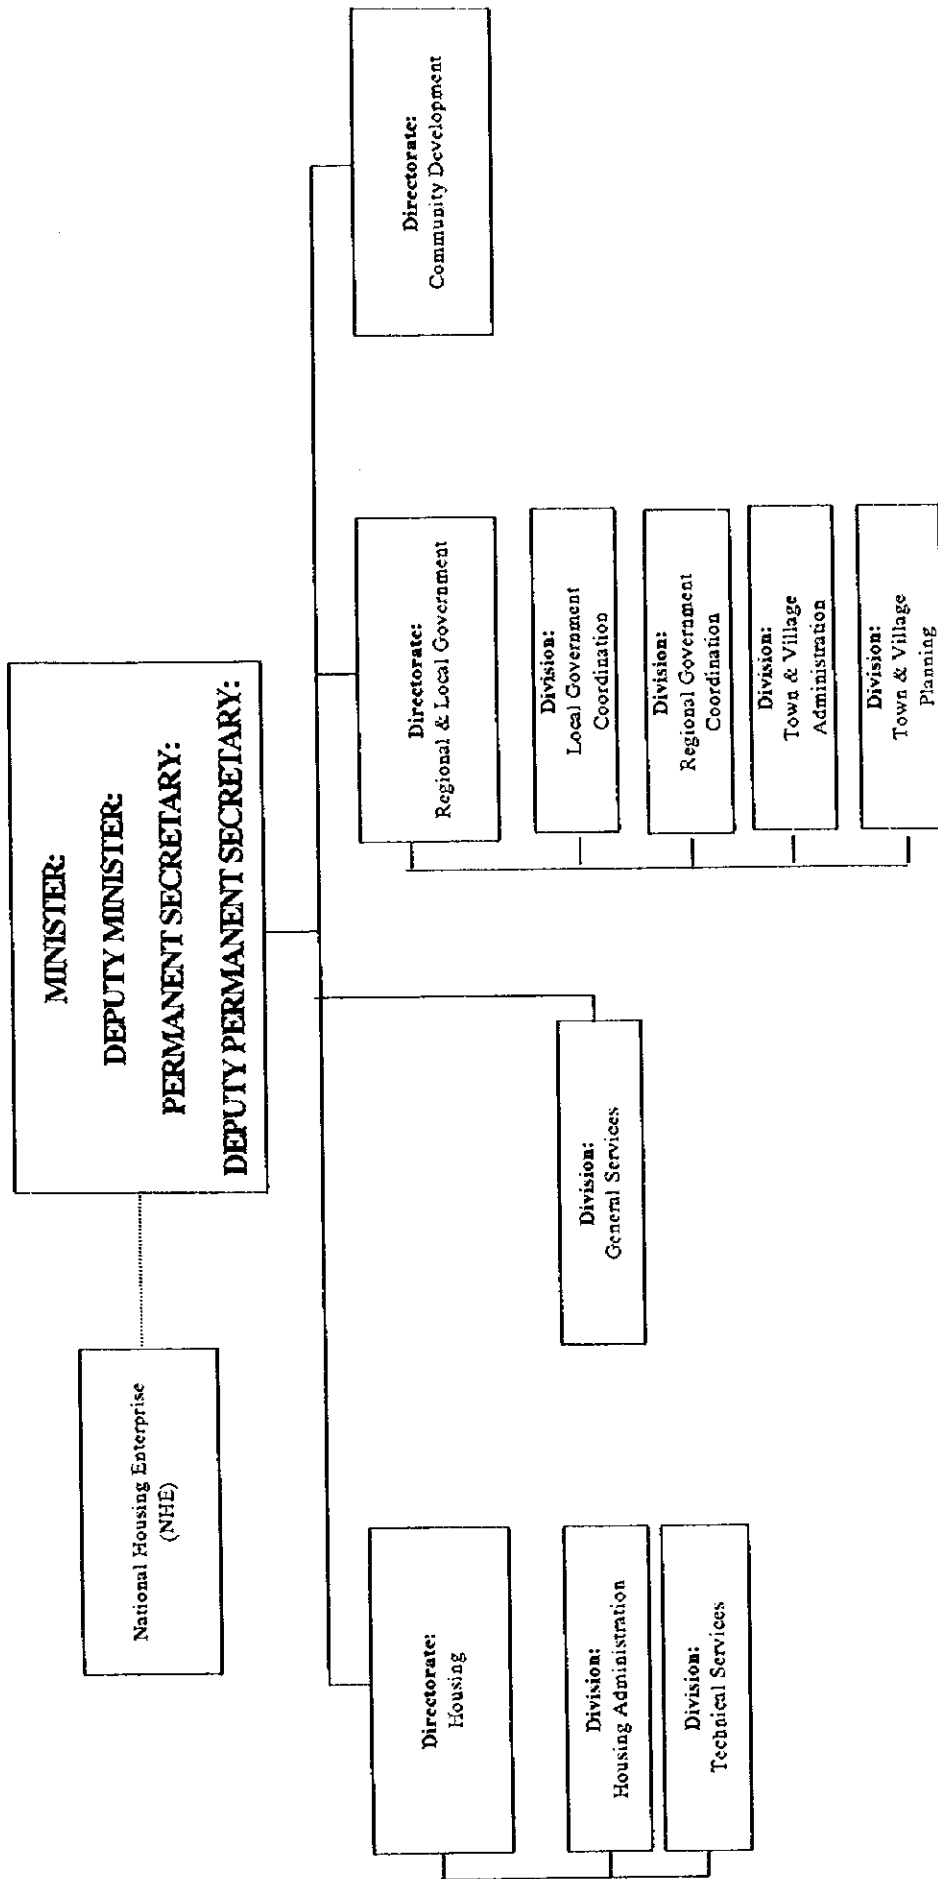 MINISTER:
DEPUTY MINISTER:
PERMANENT SECRETARY:
DEPUTY PERMANENT SECRETARY:
National Housing Enterprise
(NHE)
Directorate:
Housing
Division:
Housing Administration
Division:
Technical Services
Division:
General Services
Directorate:
Regional & Local Government
Division:
Local Government
Coordination
Division:
Regional Government
Coordination
Division:
Town & Village
Administration
Division:
Town & Village
Planning
Directorate:
Community Development